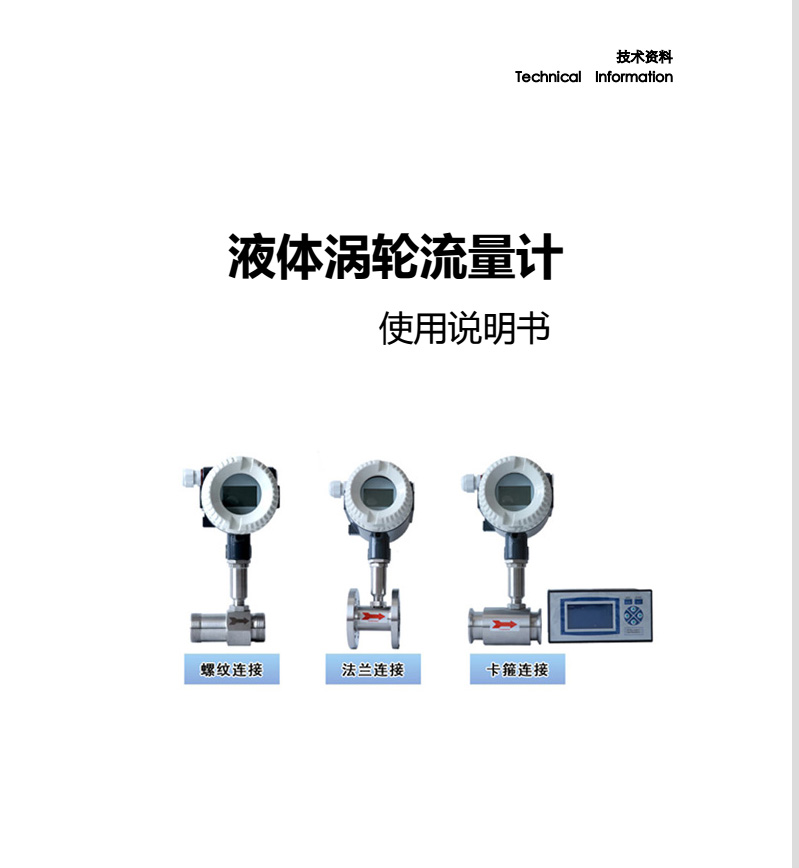 技术资料
Technical Information
液体涡轮流量计
使用说明书
螺纹连接
法兰连接
卡箍连接